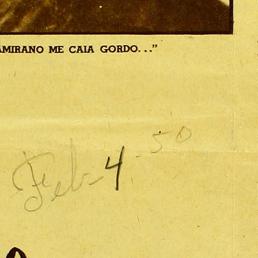 AMIRANO ME CAIA GORDO. . ."
Feb - 4 - 50